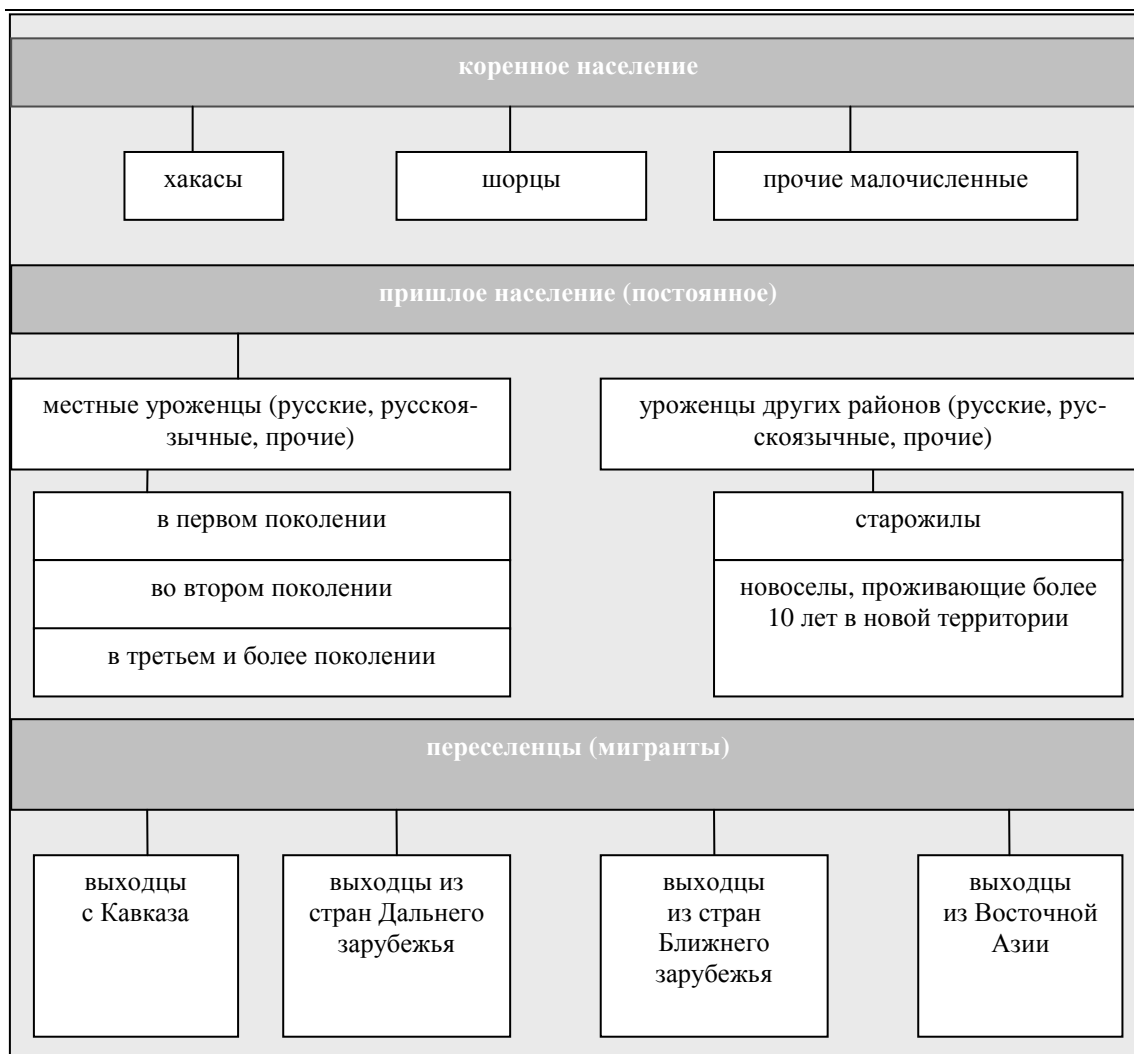 коренное население
хакасы
шорцы
прочие малочисленные
пришлое население (постоянное)
местные уроженцы (русские, русскоя-
зычные, прочие)
уроженцы других районов (русские, рус-
скоязычные, прочие)
в первом поколении
во втором поколении
в третьем и более поколении
старожилы
новоселы, проживающие более
10 лет в новой территории
переселенцы (мигранты)
выходцы
с Кавказа
выходцы из
стран Дальнего
зарубежья
выходцы
из стран
Ближнего
зарубежья
выходцы
из Восточной
Азии